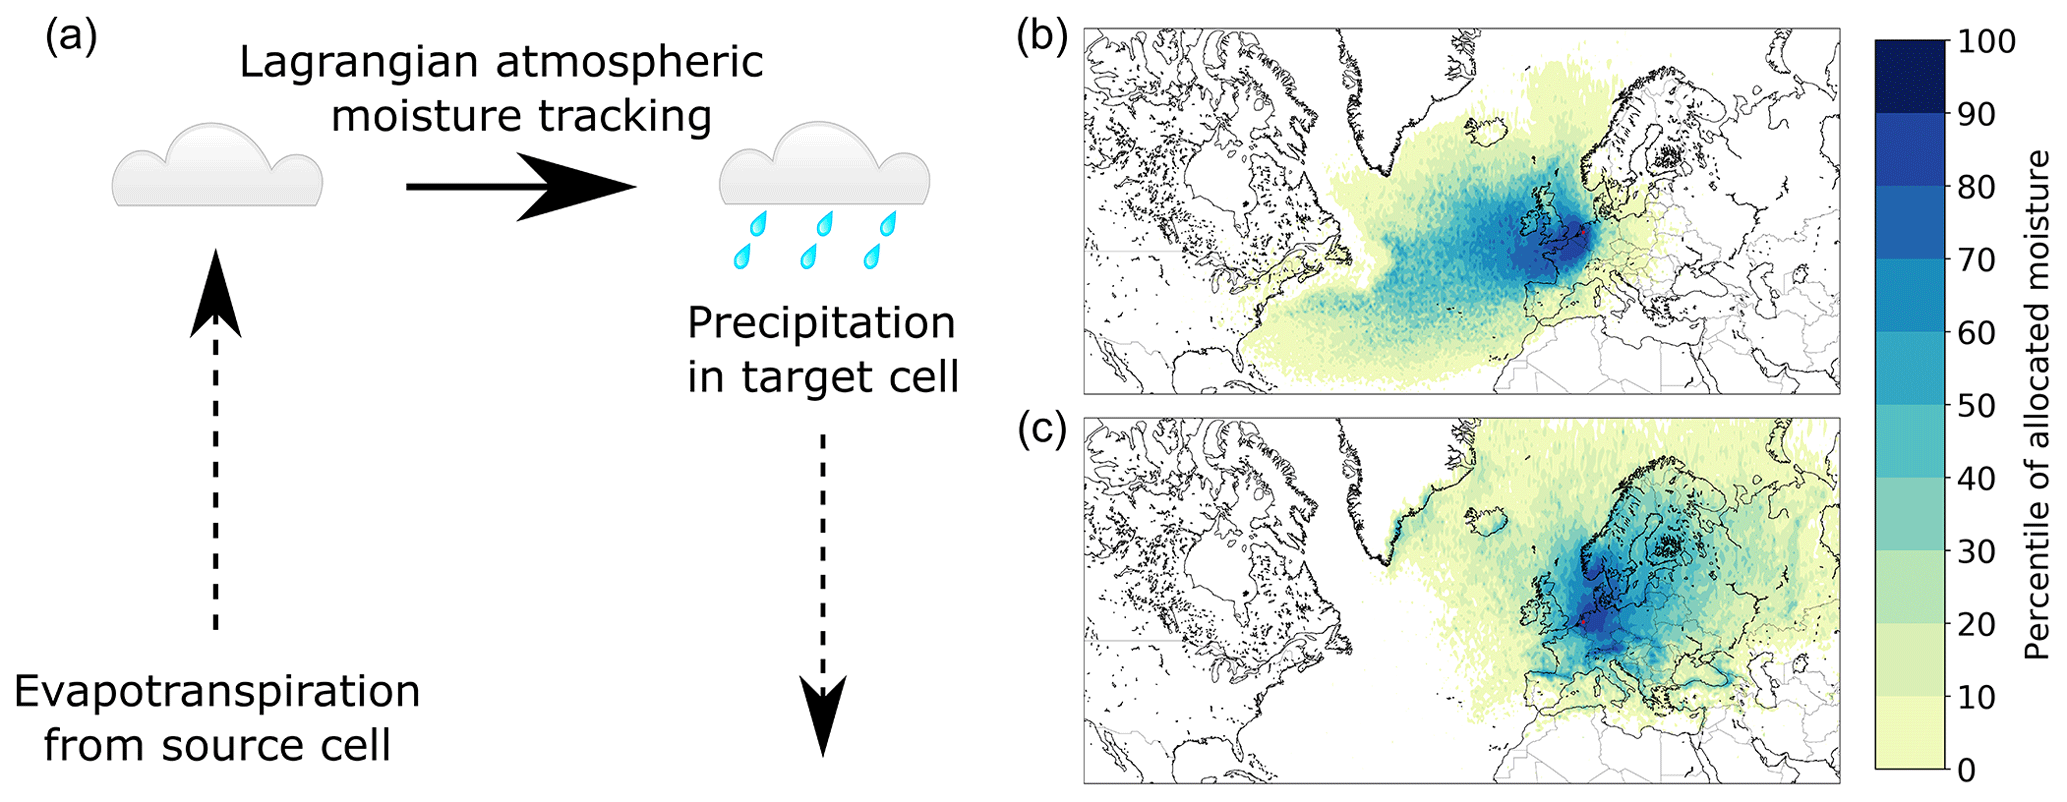 (a)
Lagrangian atmospheric
moisture tracking
Precipitation
in target cell
Evapotranspiration
from source cell
(b)
(c)
100
90
80
70
60
50
40
30
20
10
0
Percentile of allocated moisture